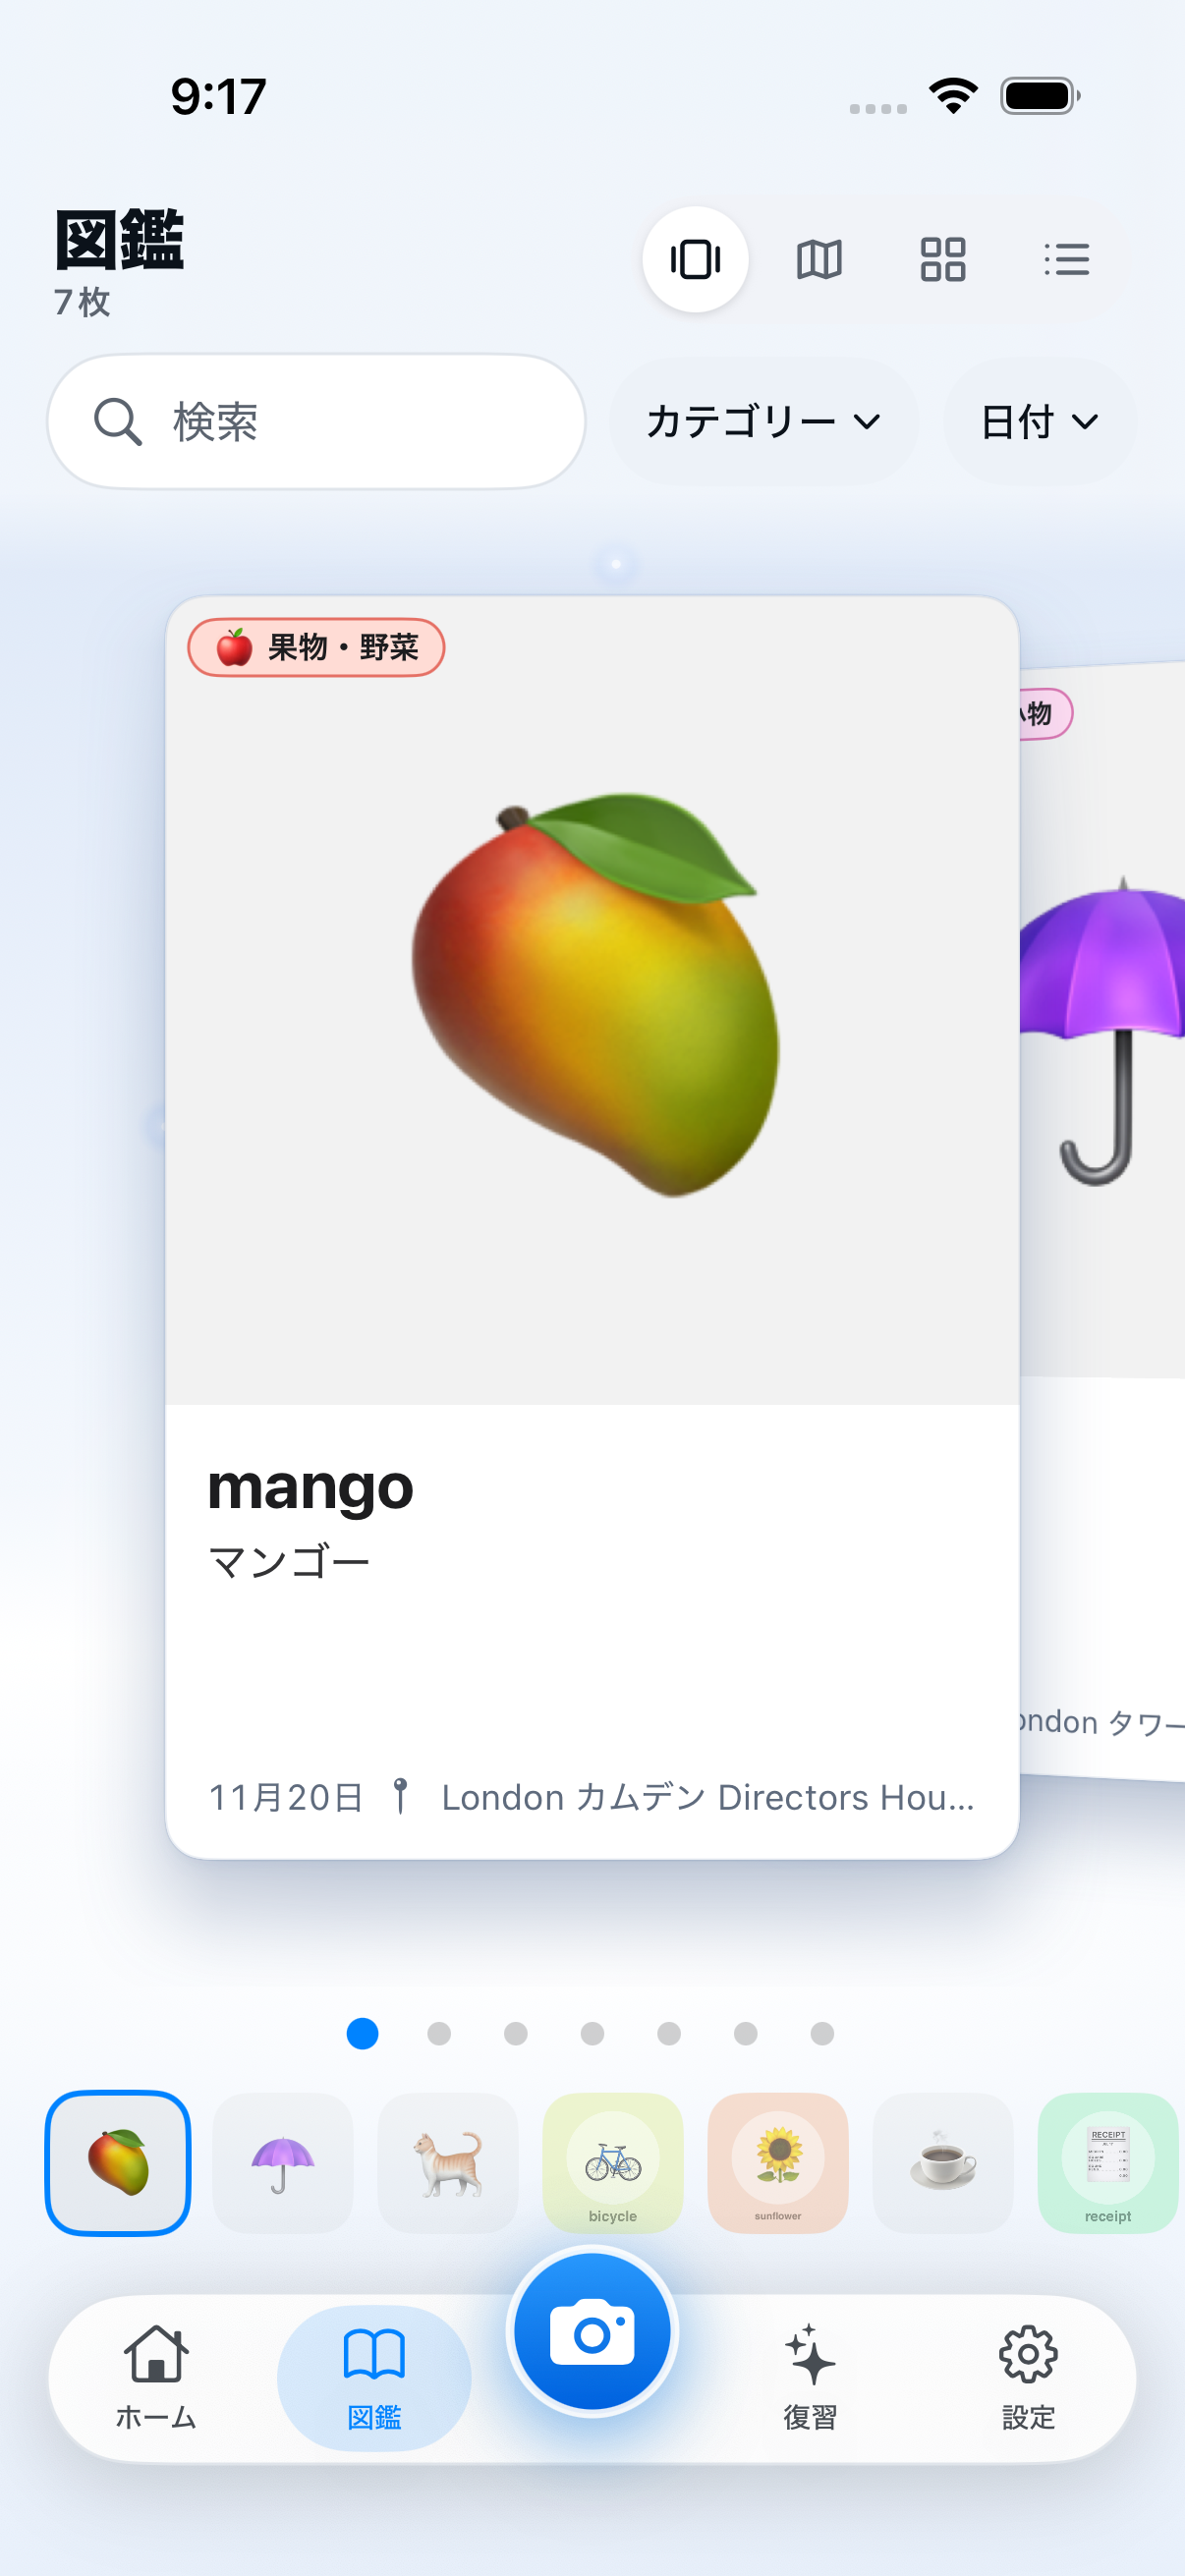 9:17
図鑑
7枚
検索
カテゴリー
日付
果物・野菜
物
mango
マンゴー
11月20日 London カムデン Directors Hou...
ondon タワー
bicycle
sunflower
RECEIPT
receipt
ホーム
図鑑
復習
設定